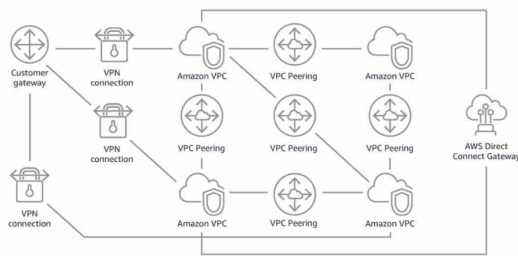 Customer
gateway
VPN
connection
Amazon VPC
VPC Peering
Amazon VPC
VPN
connection
VPC Peering
VPC Peering
VPC Peering
AWS Direct
Connect Gateway
VPN
connection
Amazon VPC
VPC Peering
Amazon VPC